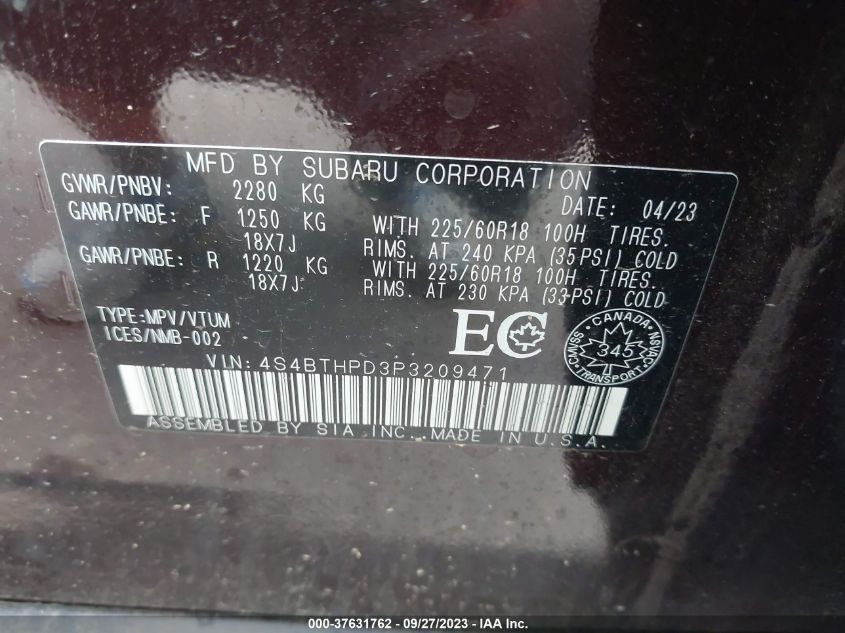 MFD BY SUBARU CORPORATION
GVWR/PNBV: 2280 KG DATE: 04/23
GAWR/PNBE: F 1250 KG WITH 225/60R18 100H TIRES.
18X7J RIMS. AT 240 KPA (35PSI) COLD
GAWR/PNBE: R 1220 KG WITH 225/60R18 100H TIRES.
18X7J RIMS. AT 230 KPA (33PSI) COLD
TYPE:MPV/VTUM
ICES/NMB-002
EC
CANADA
CMVSS NSVAC
345
TRANSPORT
VIN: 4S4BTHPD3P3209471
ASSEMBLED BY SIA INC. MADE IN U.S.A.
000-37631762 - 09/27/2023 - IAA Inc.